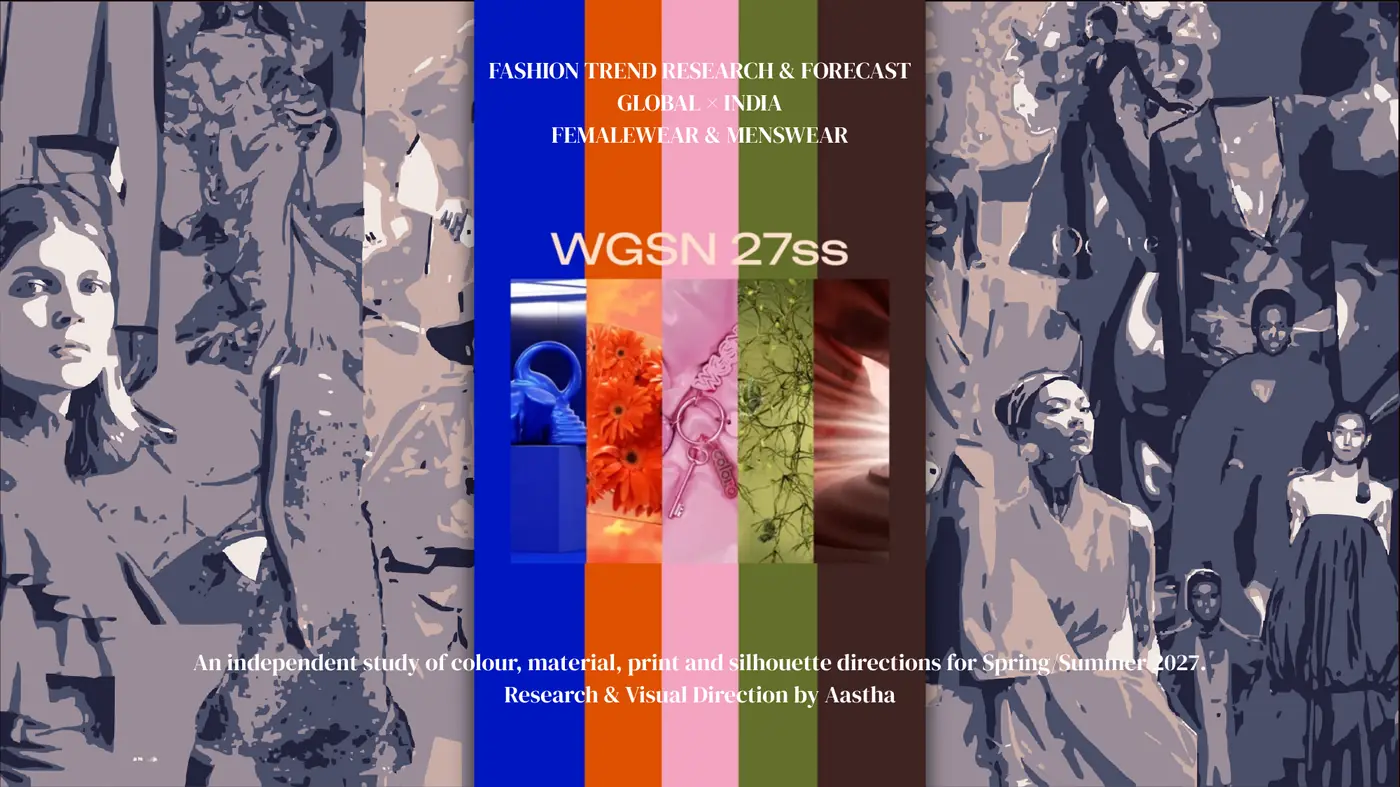 FASHION TREND RESEARCH & FORECAST
GLOBAL × INDIA
FEMALEWEAR & MENSWEAR
WGSN 27ss
An independent study of colour, material, print and silhouette directions for Spring/Summer 2027.
Research & Visual Direction by Aastha